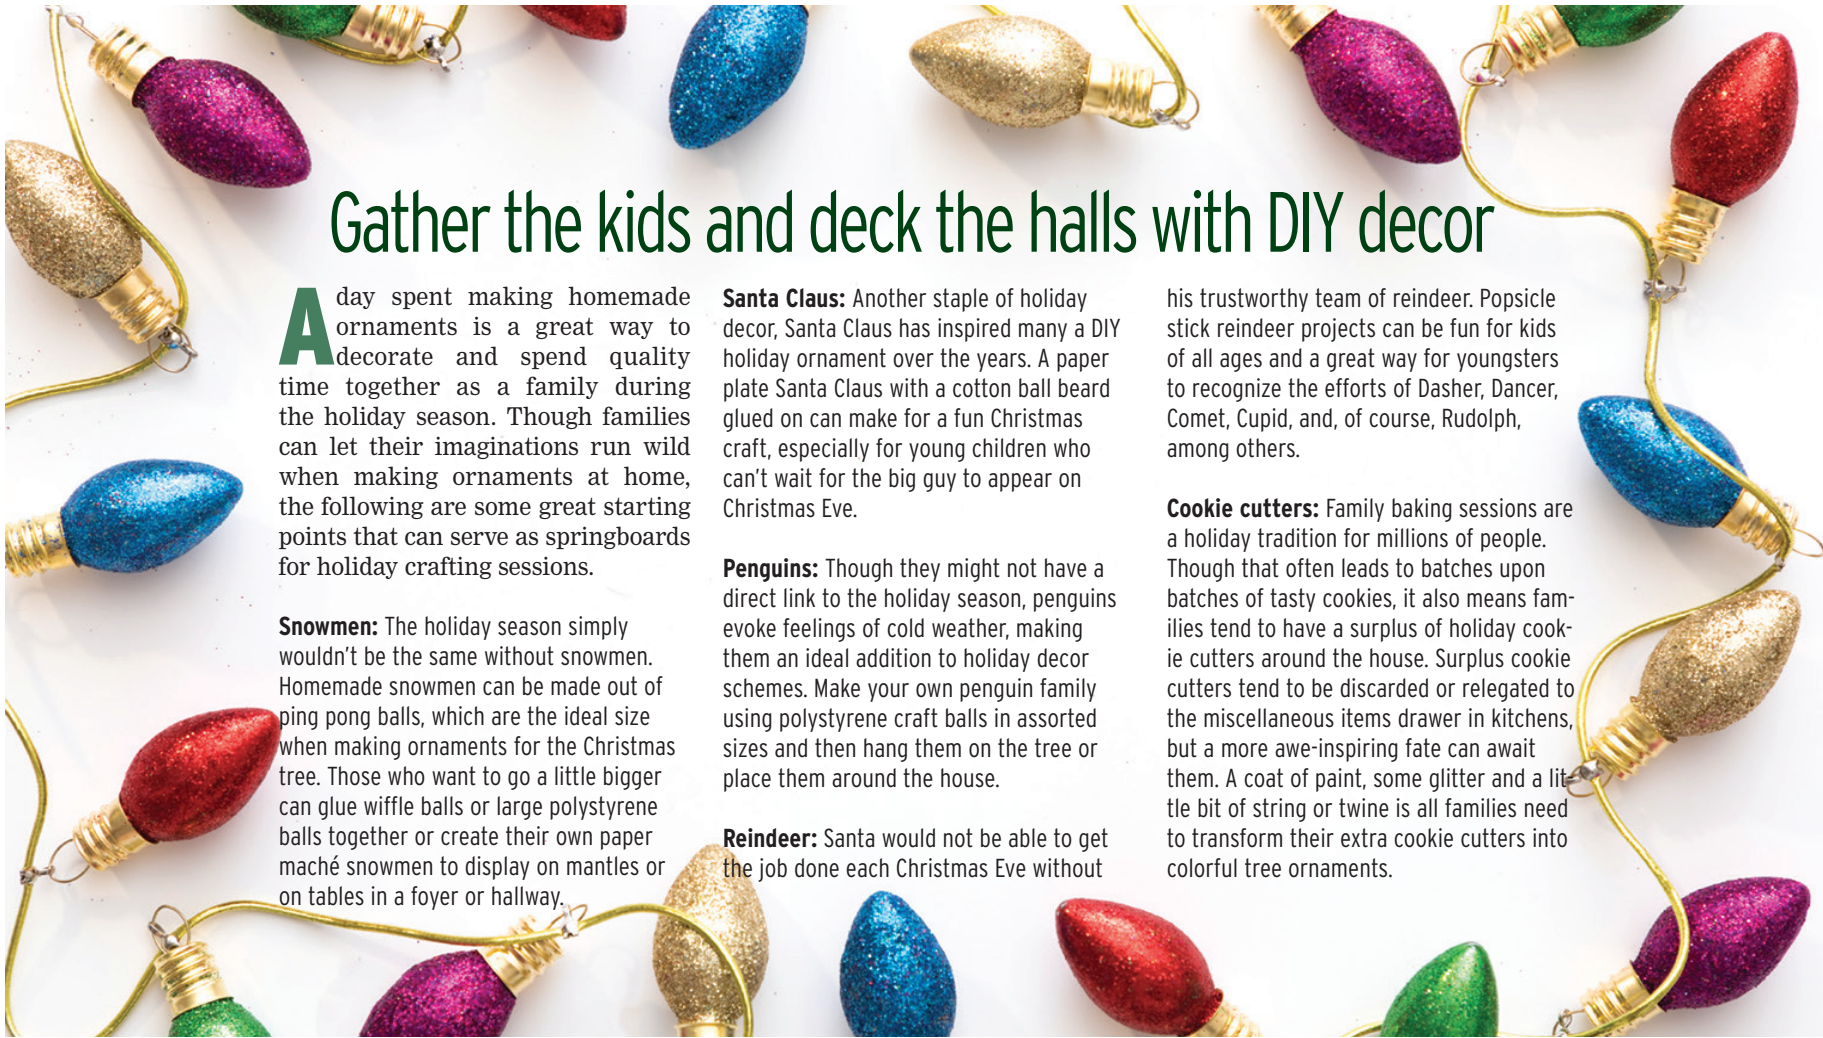 Gather the kids and deck the halls with DIY decor
A day spent making homemade
ornaments is a great way to
decorate and spend quality
time together as a family during
the holiday season. Though families
can let their imaginations run wild
when making ornaments at home,
the following are some great starting
points that can serve as springboards
for holiday crafting sessions.
Snowmen: The holiday season simply
wouldn't be the same without snowmen.
Homemade snowmen can be made out of
ping pong balls, which are the ideal size
when making ornaments for the Christmas
tree. Those who want to go a little bigger
can glue wiffle balls or large polystyrene
balls together or create their own paper
maché snowmen to display on mantles or
on tables in a foyer or hallway.
Santa Claus: Another staple of holiday
decor, Santa Claus has inspired many a DIY
holiday ornament over the years. A paper
plate Santa Claus with a cotton ball beard
glued on can make for a fun Christmas
craft, especially for young children who
can't wait for the big guy to appear on
Christmas Eve.
Penguins: Though they might not have a
direct link to the holiday season, penguins
evoke feelings of cold weather, making
them an ideal addition to holiday decor
schemes. Make your own penguin family
using polystyrene craft balls in assorted
sizes and then hang them on the tree or
place them around the house.
Reindeer: Santa would not be able to get
the job done each Christmas Eve without
his trustworthy team of reindeer. Popsicle
stick reindeer projects can be fun for kids
of all ages and a great way for youngsters
to recognize the efforts of Dasher, Dancer,
Comet, Cupid, and, of course, Rudolph,
among others.
Cookie cutters: Family baking sessions are
a holiday tradition for millions of people.
Though that often leads to batches upon
batches of tasty cookies, it also means fam-
ilies tend to have a surplus of holiday cook-
ie cutters around the house. Surplus cookie
cutters tend to be discarded or relegated to
the miscellaneous items drawer in kitchens,
but a more awe-inspiring fate can await
them. A coat of paint, some glitter and a lit-
tle bit of string or twine is all families need
to transform their extra cookie cutters into
colorful tree ornaments.